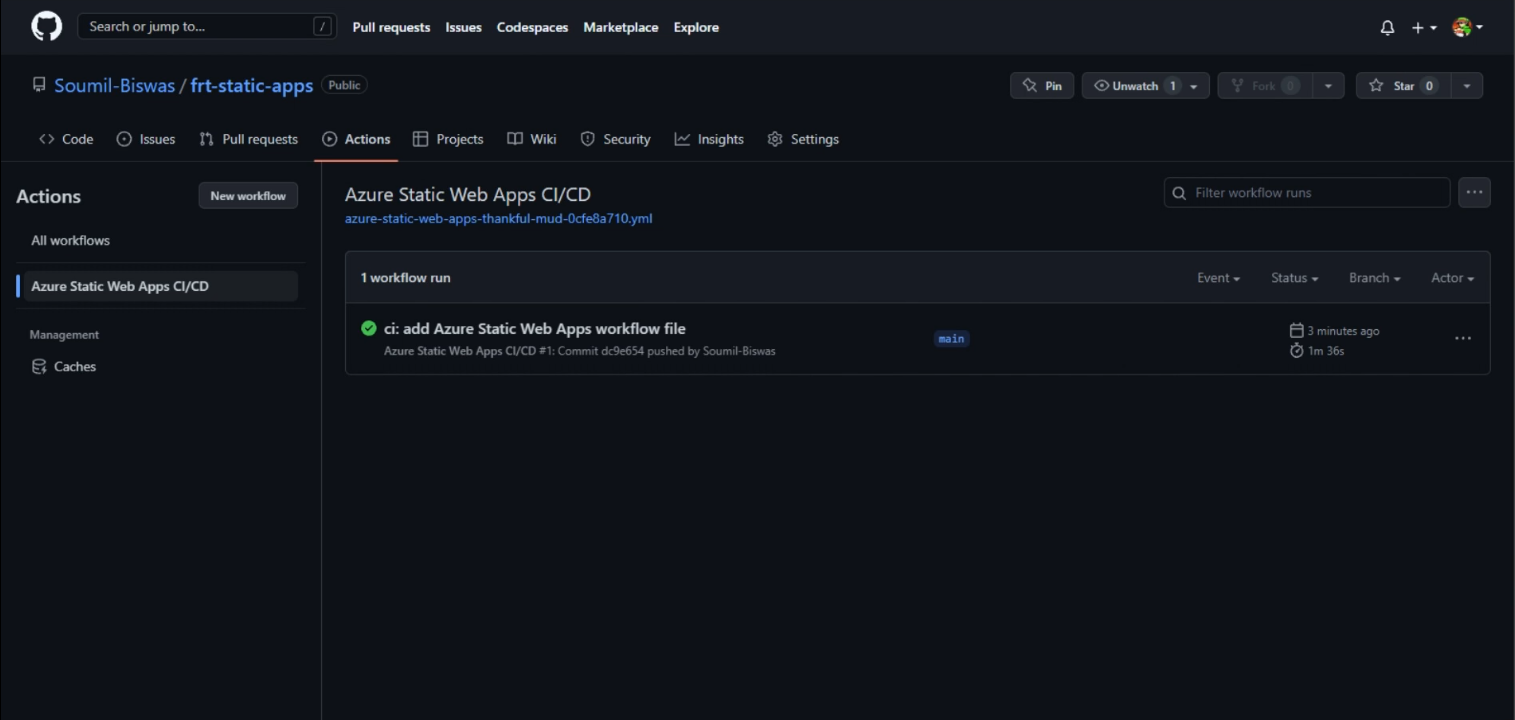 Search or jump to... /
Pull requests Issues Codespaces Marketplace Explore
Soumil-Biswas / frt-static-apps Public
Pin Unwatch 1 Fork 0 Star 0
Code Issues Pull requests Actions Projects Wiki Security Insights Settings
Actions New workflow
All workflows
Azure Static Web Apps CI/CD
Management
Caches
Azure Static Web Apps CI/CD
azure-static-web-apps-thankful-mud-0cfe8a710.yml
Filter workflow runs
1 workflow run Event Status Branch Actor
ci: add Azure Static Web Apps workflow file
Azure Static Web Apps CI/CD #1: Commit dc9e654 pushed by Soumil-Biswas
main
3 minutes ago
1m 36s